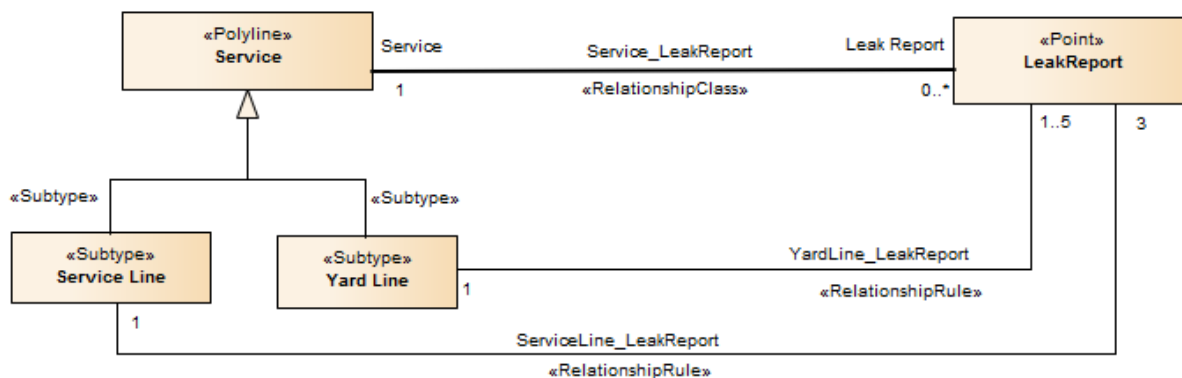 «Polyline»
Service
Service
Service_LeakReport
Leak Report
«Point»
LeakReport
1
«RelationshipClass»
0..*
1..5
3
«Subtype»
«Subtype»
«Subtype»
Service Line
«Subtype»
Yard Line
YardLine_LeakReport
1
«RelationshipRule»
1
ServiceLine_LeakReport
«RelationshipRule»